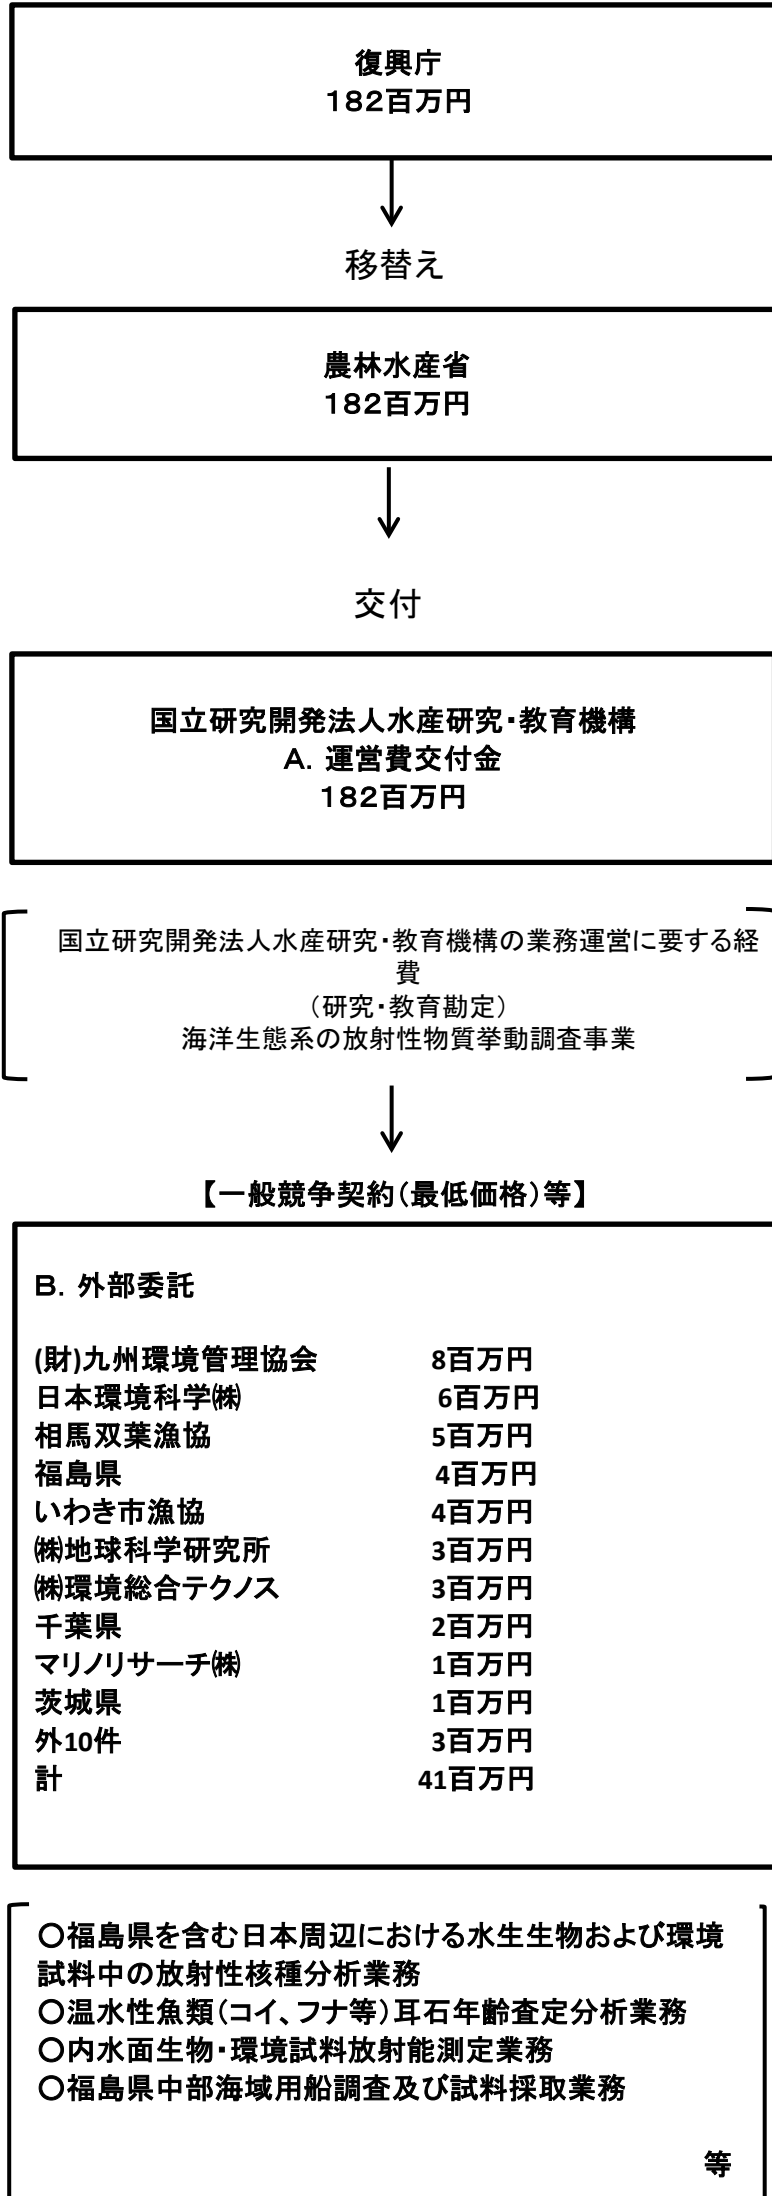 復興庁
182百万円
移替え
農林水産省
182百万円
交付
国立研究開発法人水産研究・教育機構
A．運営費交付金
182百万円
国立研究開発法人水産研究・教育機構の業務運営に要する経
費
（研究・教育勘定）
海洋生態系の放射性物質挙動調査事業
【一般競争契約（最低価格）等】
B．外部委託
(財)九州環境管理協会 8百万円
日本環境科学㈱ 6百万円
相馬双葉漁協 5百万円
福島県 4百万円
いわき市漁協 4百万円
㈱地球科学研究所 3百万円
㈱環境総合テクノス 3百万円
千葉県 2百万円
マリノリサーチ㈱ 1百万円
茨城県 1百万円
外10件 3百万円
計 41百万円
○福島県を含む日本周辺における水生生物および環境
試料中の放射性核種分析業務
○温水性魚類（コイ、フナ等）耳石年齢査定分析業務
○内水面生物・環境試料放射能測定業務
○福島県中部海域用船調査及び試料採取業務
等